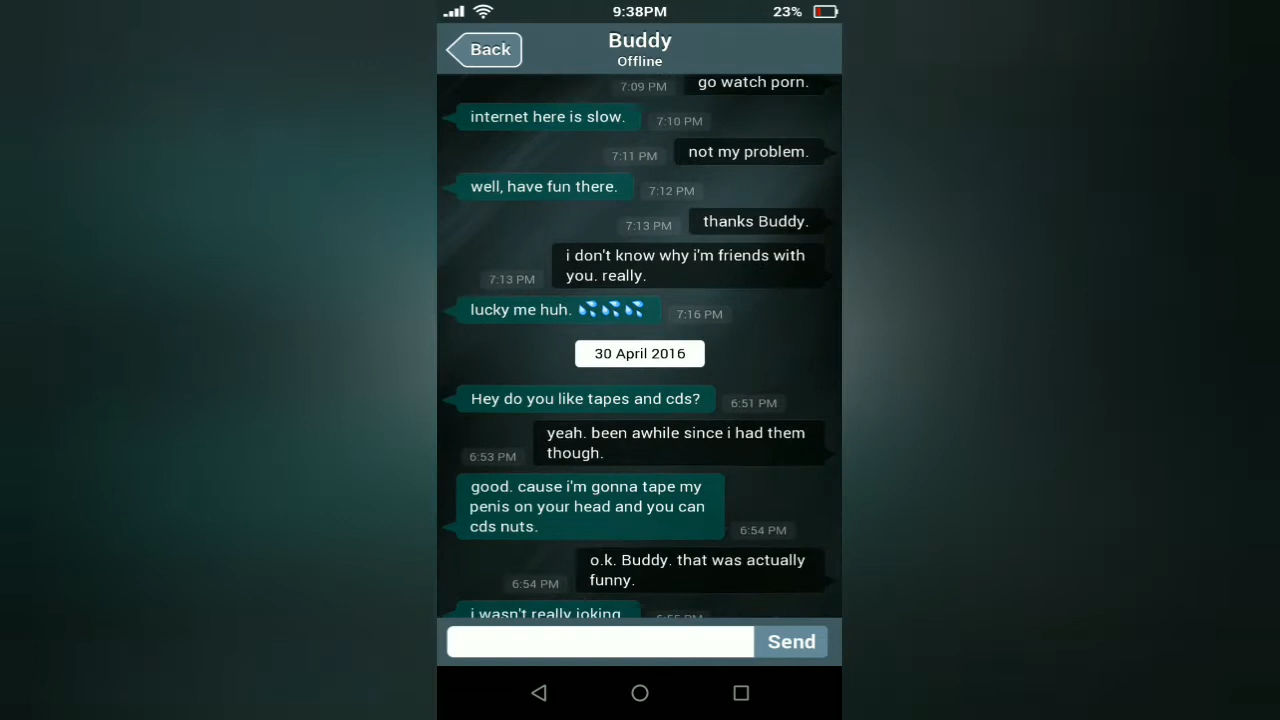 9:38PM
23%
Back
Buddy
Offline
go watch porn.
7:09 PM
internet here is slow.
7:10 PM
not my problem.
7:11 PM
well, have fun there.
7:12 PM
thanks Buddy.
7:13 PM
i don't know why i'm friends with
you. really.
7:13 PM
lucky me huh. 💦💦💦
7:16 PM
30 April 2016
Hey do you like tapes and cds?
6:51 PM
yeah. been awhile since i had them
though.
6:53 PM
good. cause i'm gonna tape my
penis on your head and you can
cds nuts.
6:54 PM
o.k. Buddy. that was actually
funny.
6:54 PM
i wasn't really joking
6:55 PM
Send